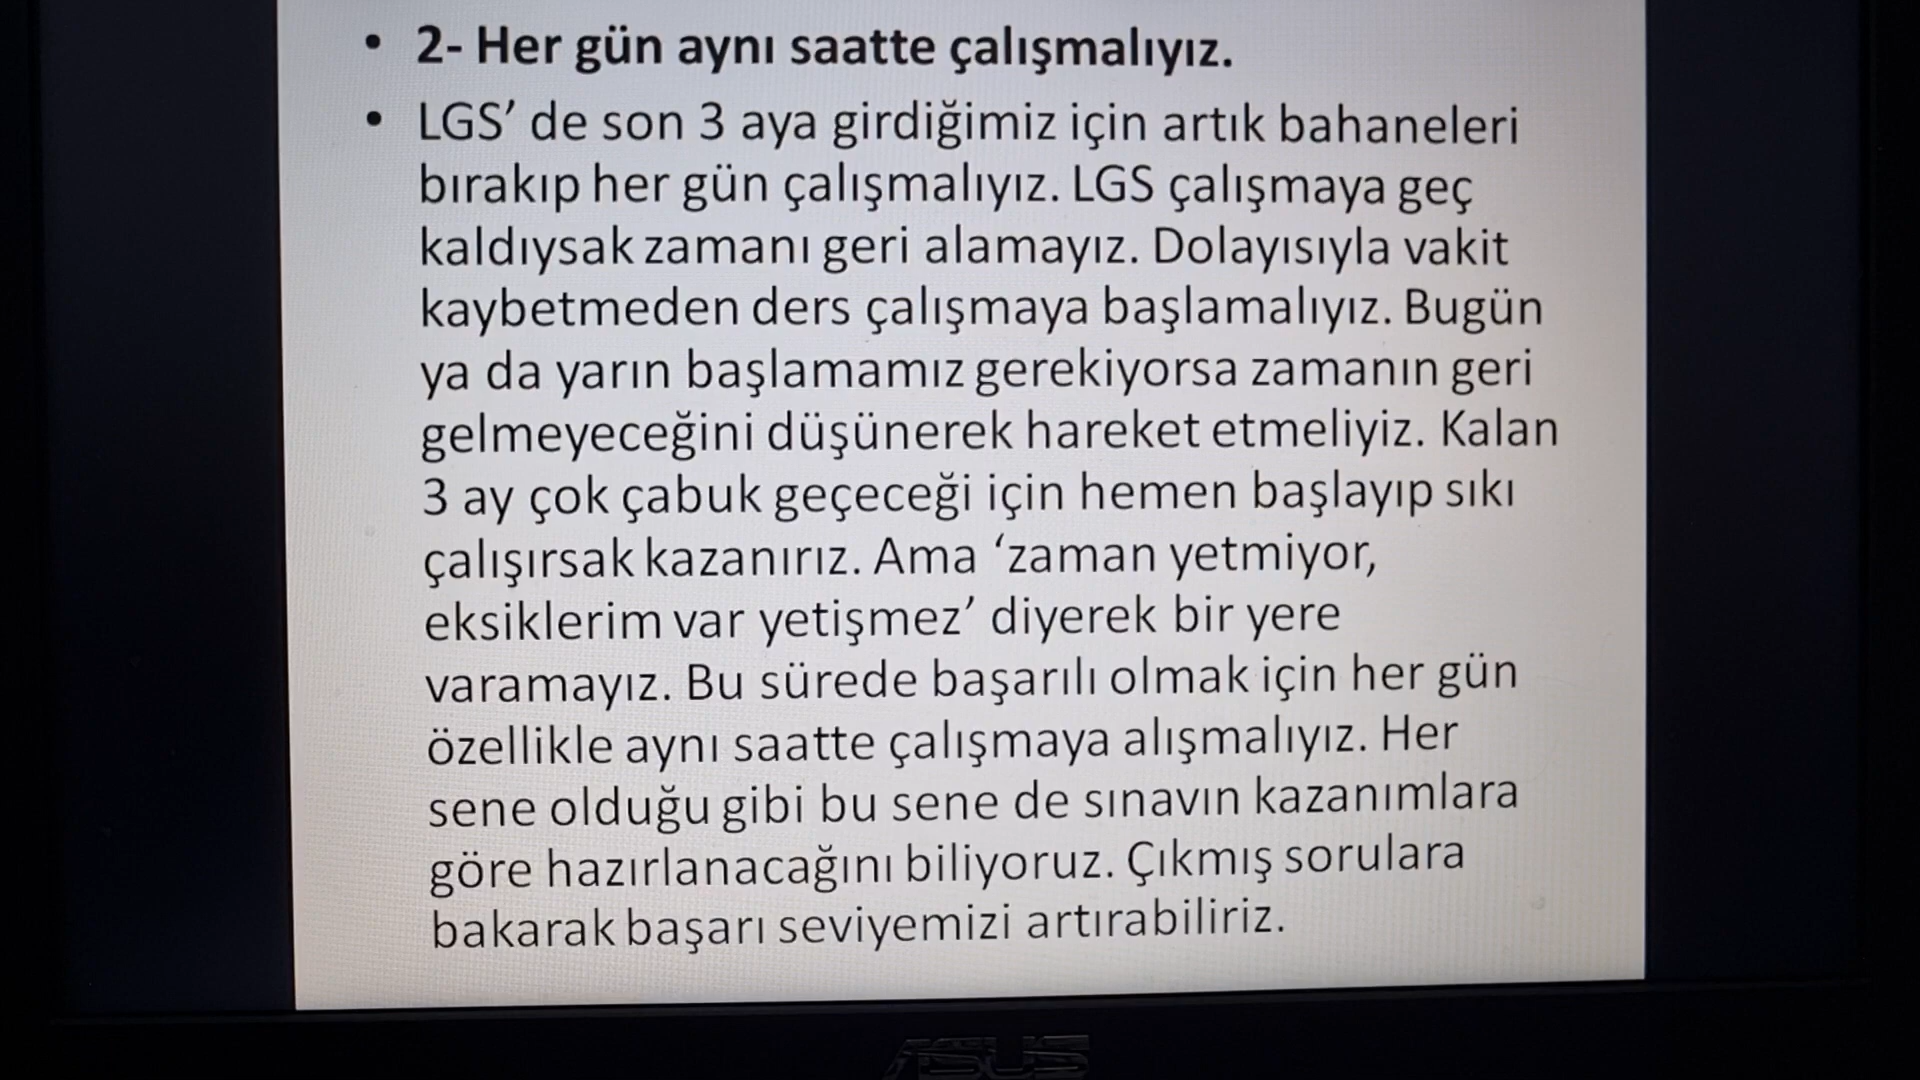 • 2- Her gün aynı saatte çalışmalıyız.
• LGS’ de son 3 aya girdiğimiz için artık bahaneleri
bırakıp her gün çalışmalıyız. LGS çalışmaya geç
kaldıysak zamanı geri alamayız. Dolayısıyla vakit
kaybetmeden ders çalışmaya başlamalıyız. Bugün
ya da yarın başlamamız gerekiyorsa zamanın geri
gelmeyeceğini düşünerek hareket etmeliyiz. Kalan
3 ay çok çabuk geçeceği için hemen başlayıp sıkı
çalışırsak kazanırız. Ama ‘zaman yetmiyor,
eksiklerim var yetişmez’ diyerek bir yere
varamayız. Bu sürede başarılı olmak için her gün
özellikle aynı saatte çalışmaya alışmalıyız. Her
sene olduğu gibi bu sene de sınavın kazanımlara
göre hazırlanacağını biliyoruz. Çıkmış sorulara
bakarak başarı seviyemizi artırabiliriz.
ASUS